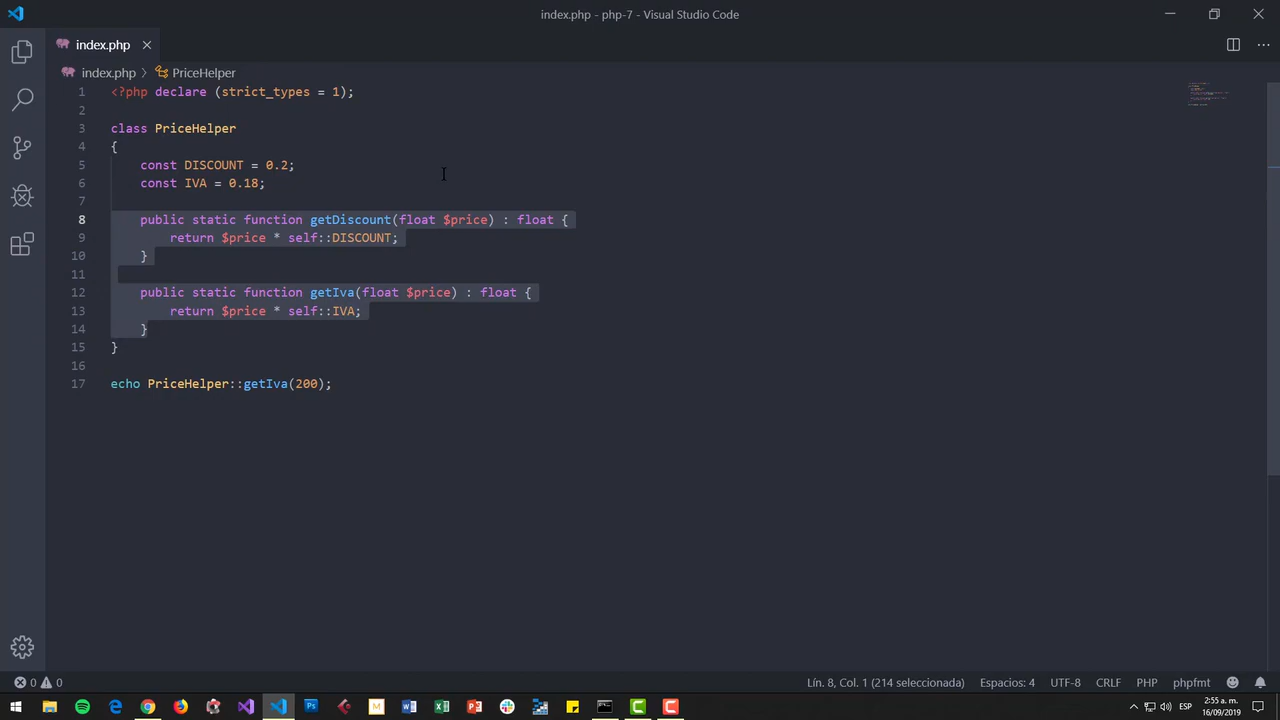 index.php - php-7 - Visual Studio Code
index.php
index.php > PriceHelper
1 <?php declare (strict_types = 1);
2
3 class PriceHelper
4 {
5 const DISCOUNT = 0.2;
6 const IVA = 0.18;
7
8 public static function getDiscount(float $price) : float {
9 return $price * self::DISCOUNT;
10 }
11
12 public static function getIva(float $price) : float {
13 return $price * self::IVA;
14 }
15 }
16
17 echo PriceHelper::getIva(200);
0 0 Lín. 8, Col. 1 (214 seleccionada) Espacios: 4 UTF-8 CRLF PHP phpfmt
ESP 2:55 a. m.
16/09/2019